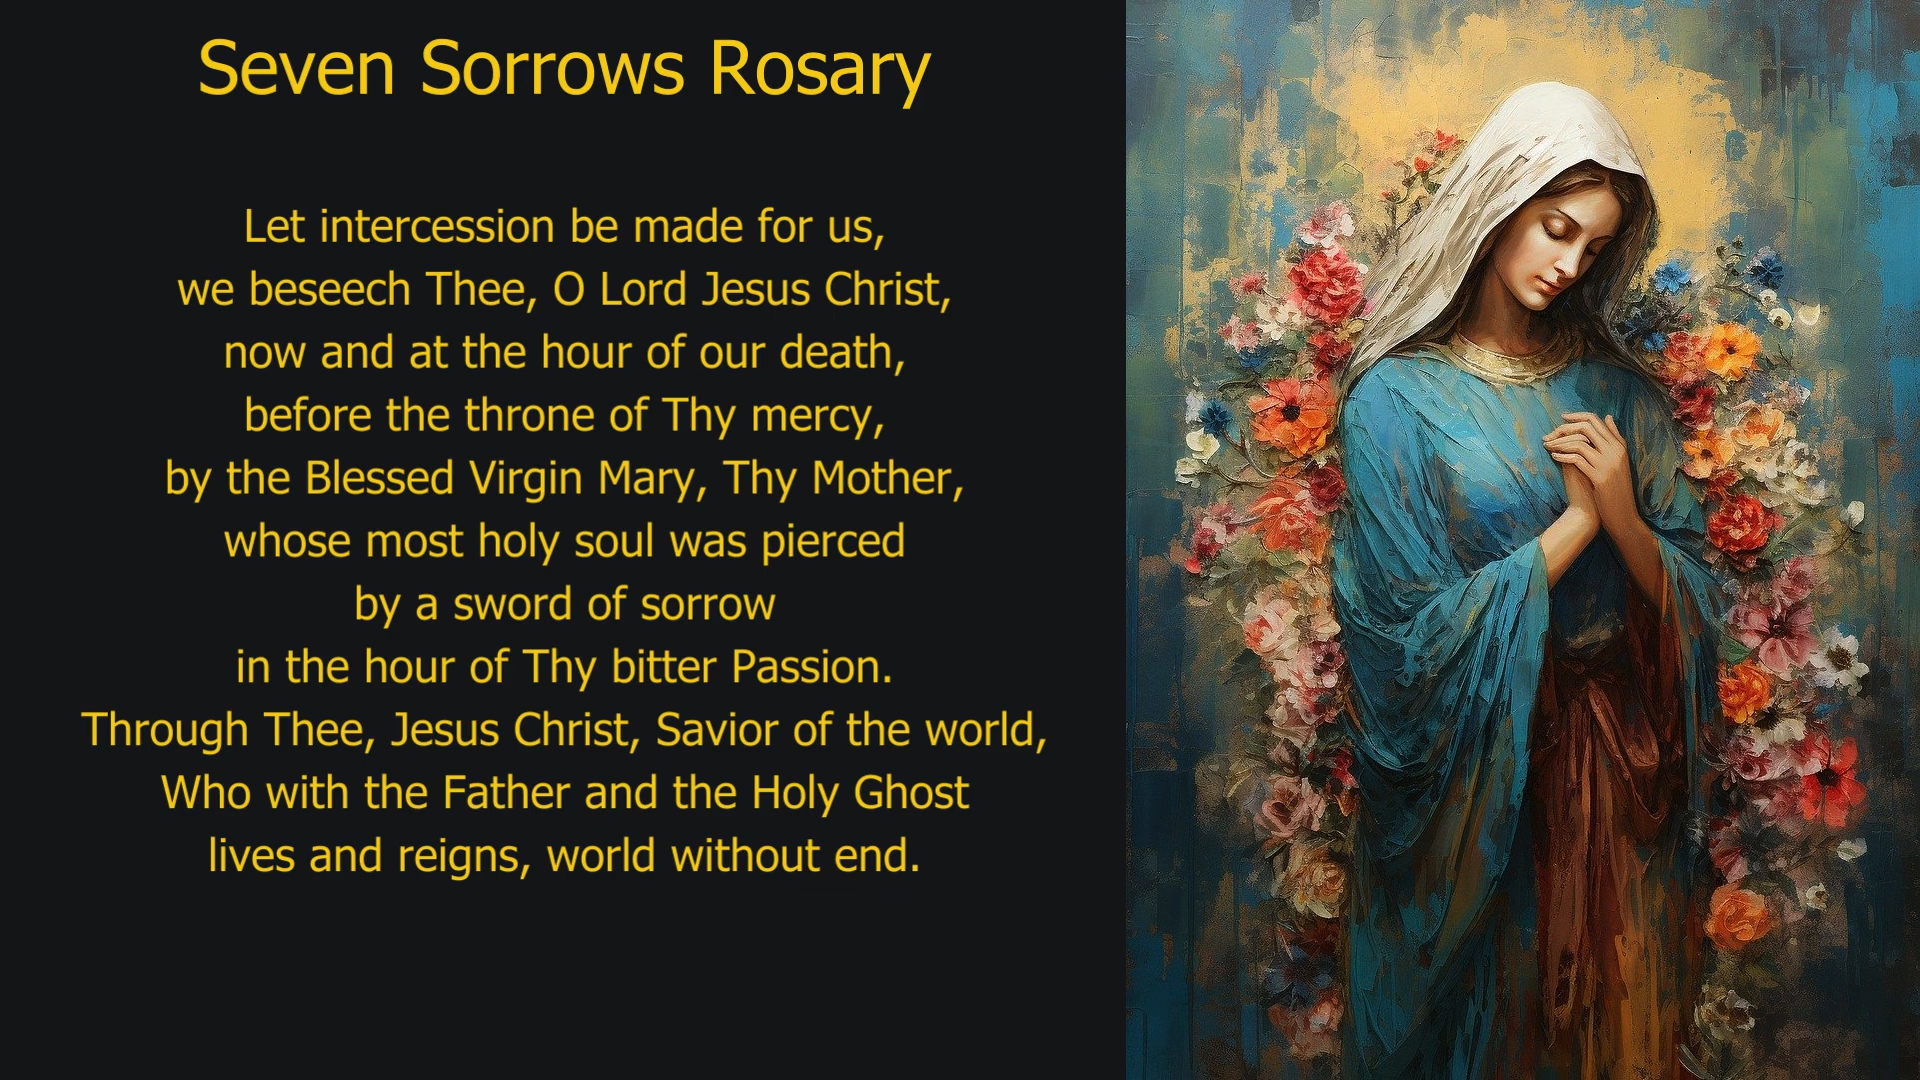 Seven Sorrows Rosary
Let intercession be made for us,
we beseech Thee, O Lord Jesus Christ,
now and at the hour of our death,
before the throne of Thy mercy,
by the Blessed Virgin Mary, Thy Mother,
whose most holy soul was pierced
by a sword of sorrow
in the hour of Thy bitter Passion.
Through Thee, Jesus Christ, Savior of the world,
Who with the Father and the Holy Ghost
lives and reigns, world without end.